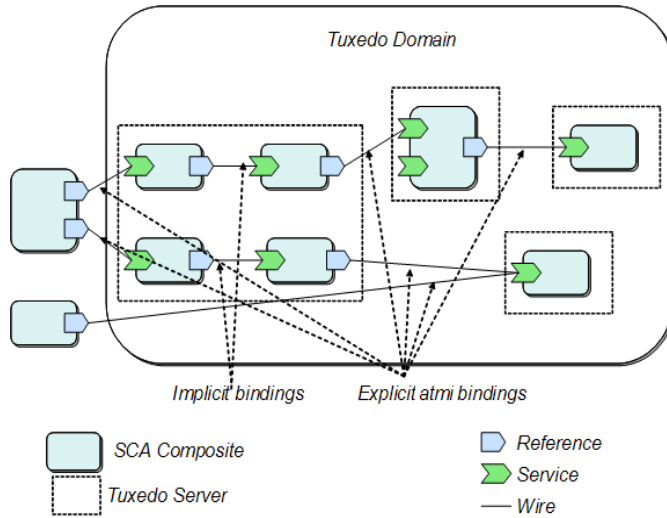 Tuxedo Domain
Implicit bindings
Explicit atmi bindings
SCA Composite
Tuxedo Server
Reference
Service
Wire